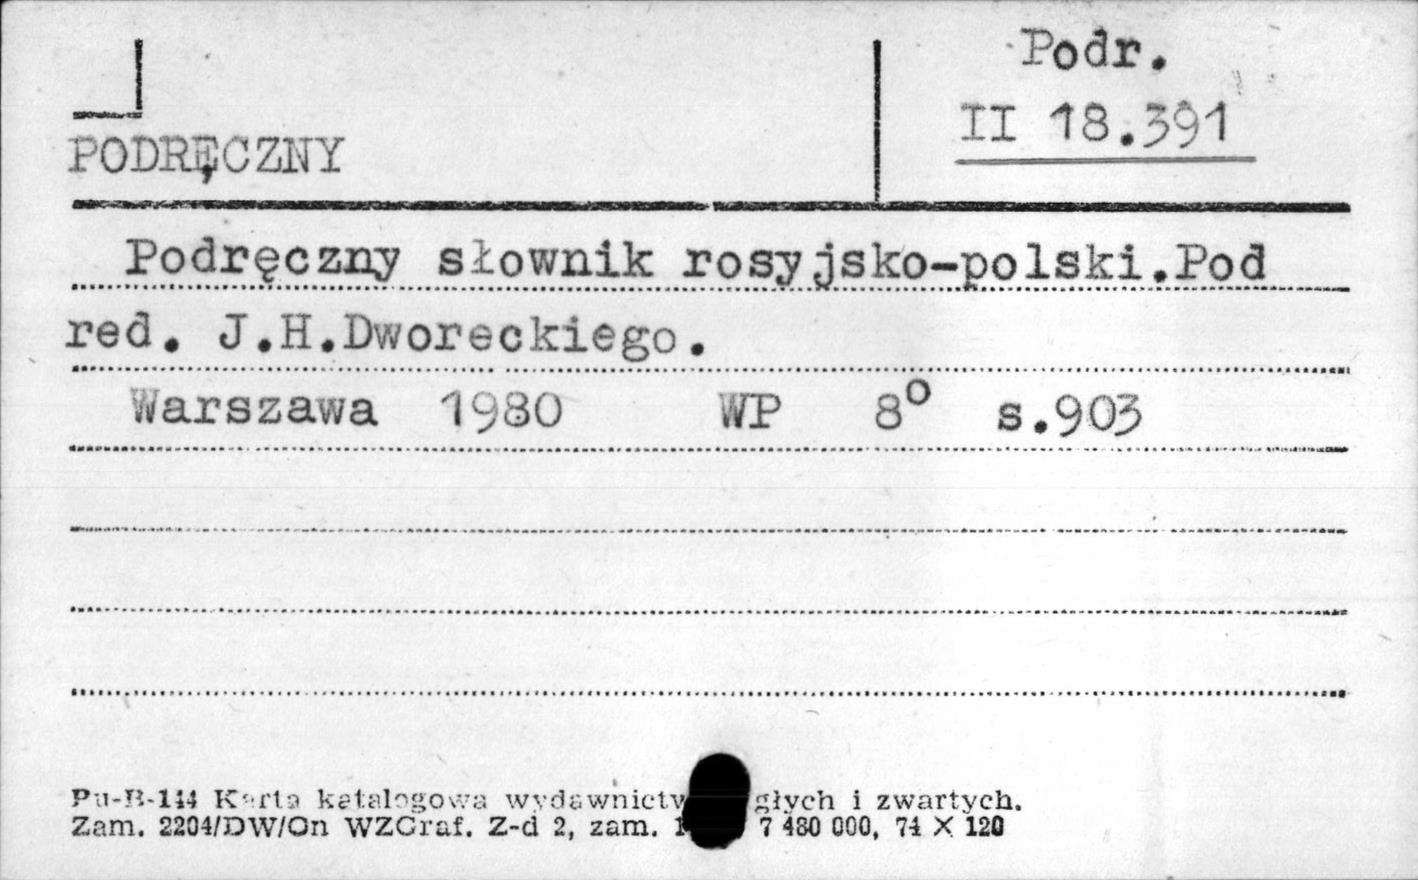 Podr.
II 18.391
PODRĘCZNY
Podręczny słownik rosyjsko-polski.Pod
red. J.H.Dworeckiego.
Warszawa 1980 WP 8° s.903
Pu-B-144 Karta katalogowa głych i zwartych.
Zam. 2204/DW/On WZGraf. Z-d 2, zam. 7 480 000, 74 X 120